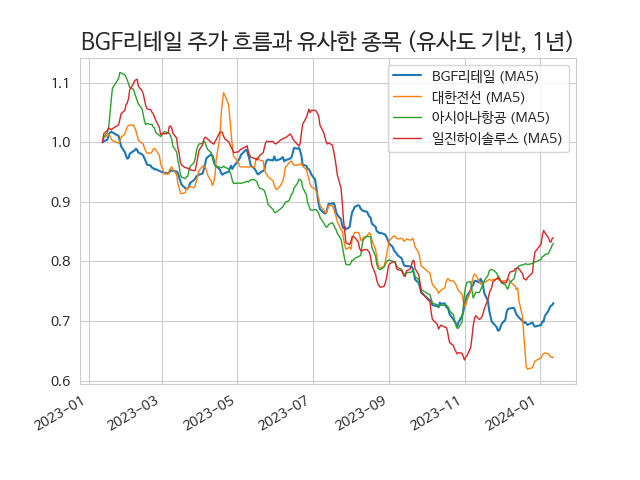 BGF리테일 주가 흐름과 유사한 종목 (유사도 기반, 1년)
BGF리테일 (MA5)
대한전선 (MA5)
아시아나항공 (MA5)
일진하이솔루스 (MA5)
1.1
1.0
0.9
0.8
0.7
0.6
2023-01
2023-03
2023-05
2023-07
2023-09
2023-11
2024-01